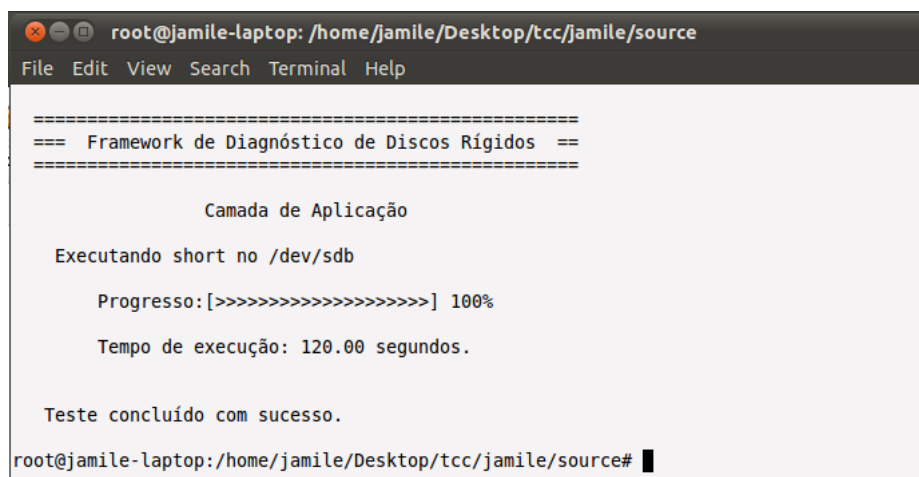 root@jamile-laptop: /home/jamile/Desktop/tcc/jamile/source
File Edit View Search Terminal Help
===================================================
=== Framework de Diagnóstico de Discos Rígidos ==
===================================================
Camada de Aplicação
Executando short no /dev/sdb
Progresso:[>>>>>>>>>>>>>>>>>>>>] 100%
Tempo de execução: 120.00 segundos.
Teste concluído com sucesso.
root@jamile-laptop:/home/jamile/Desktop/tcc/jamile/source#